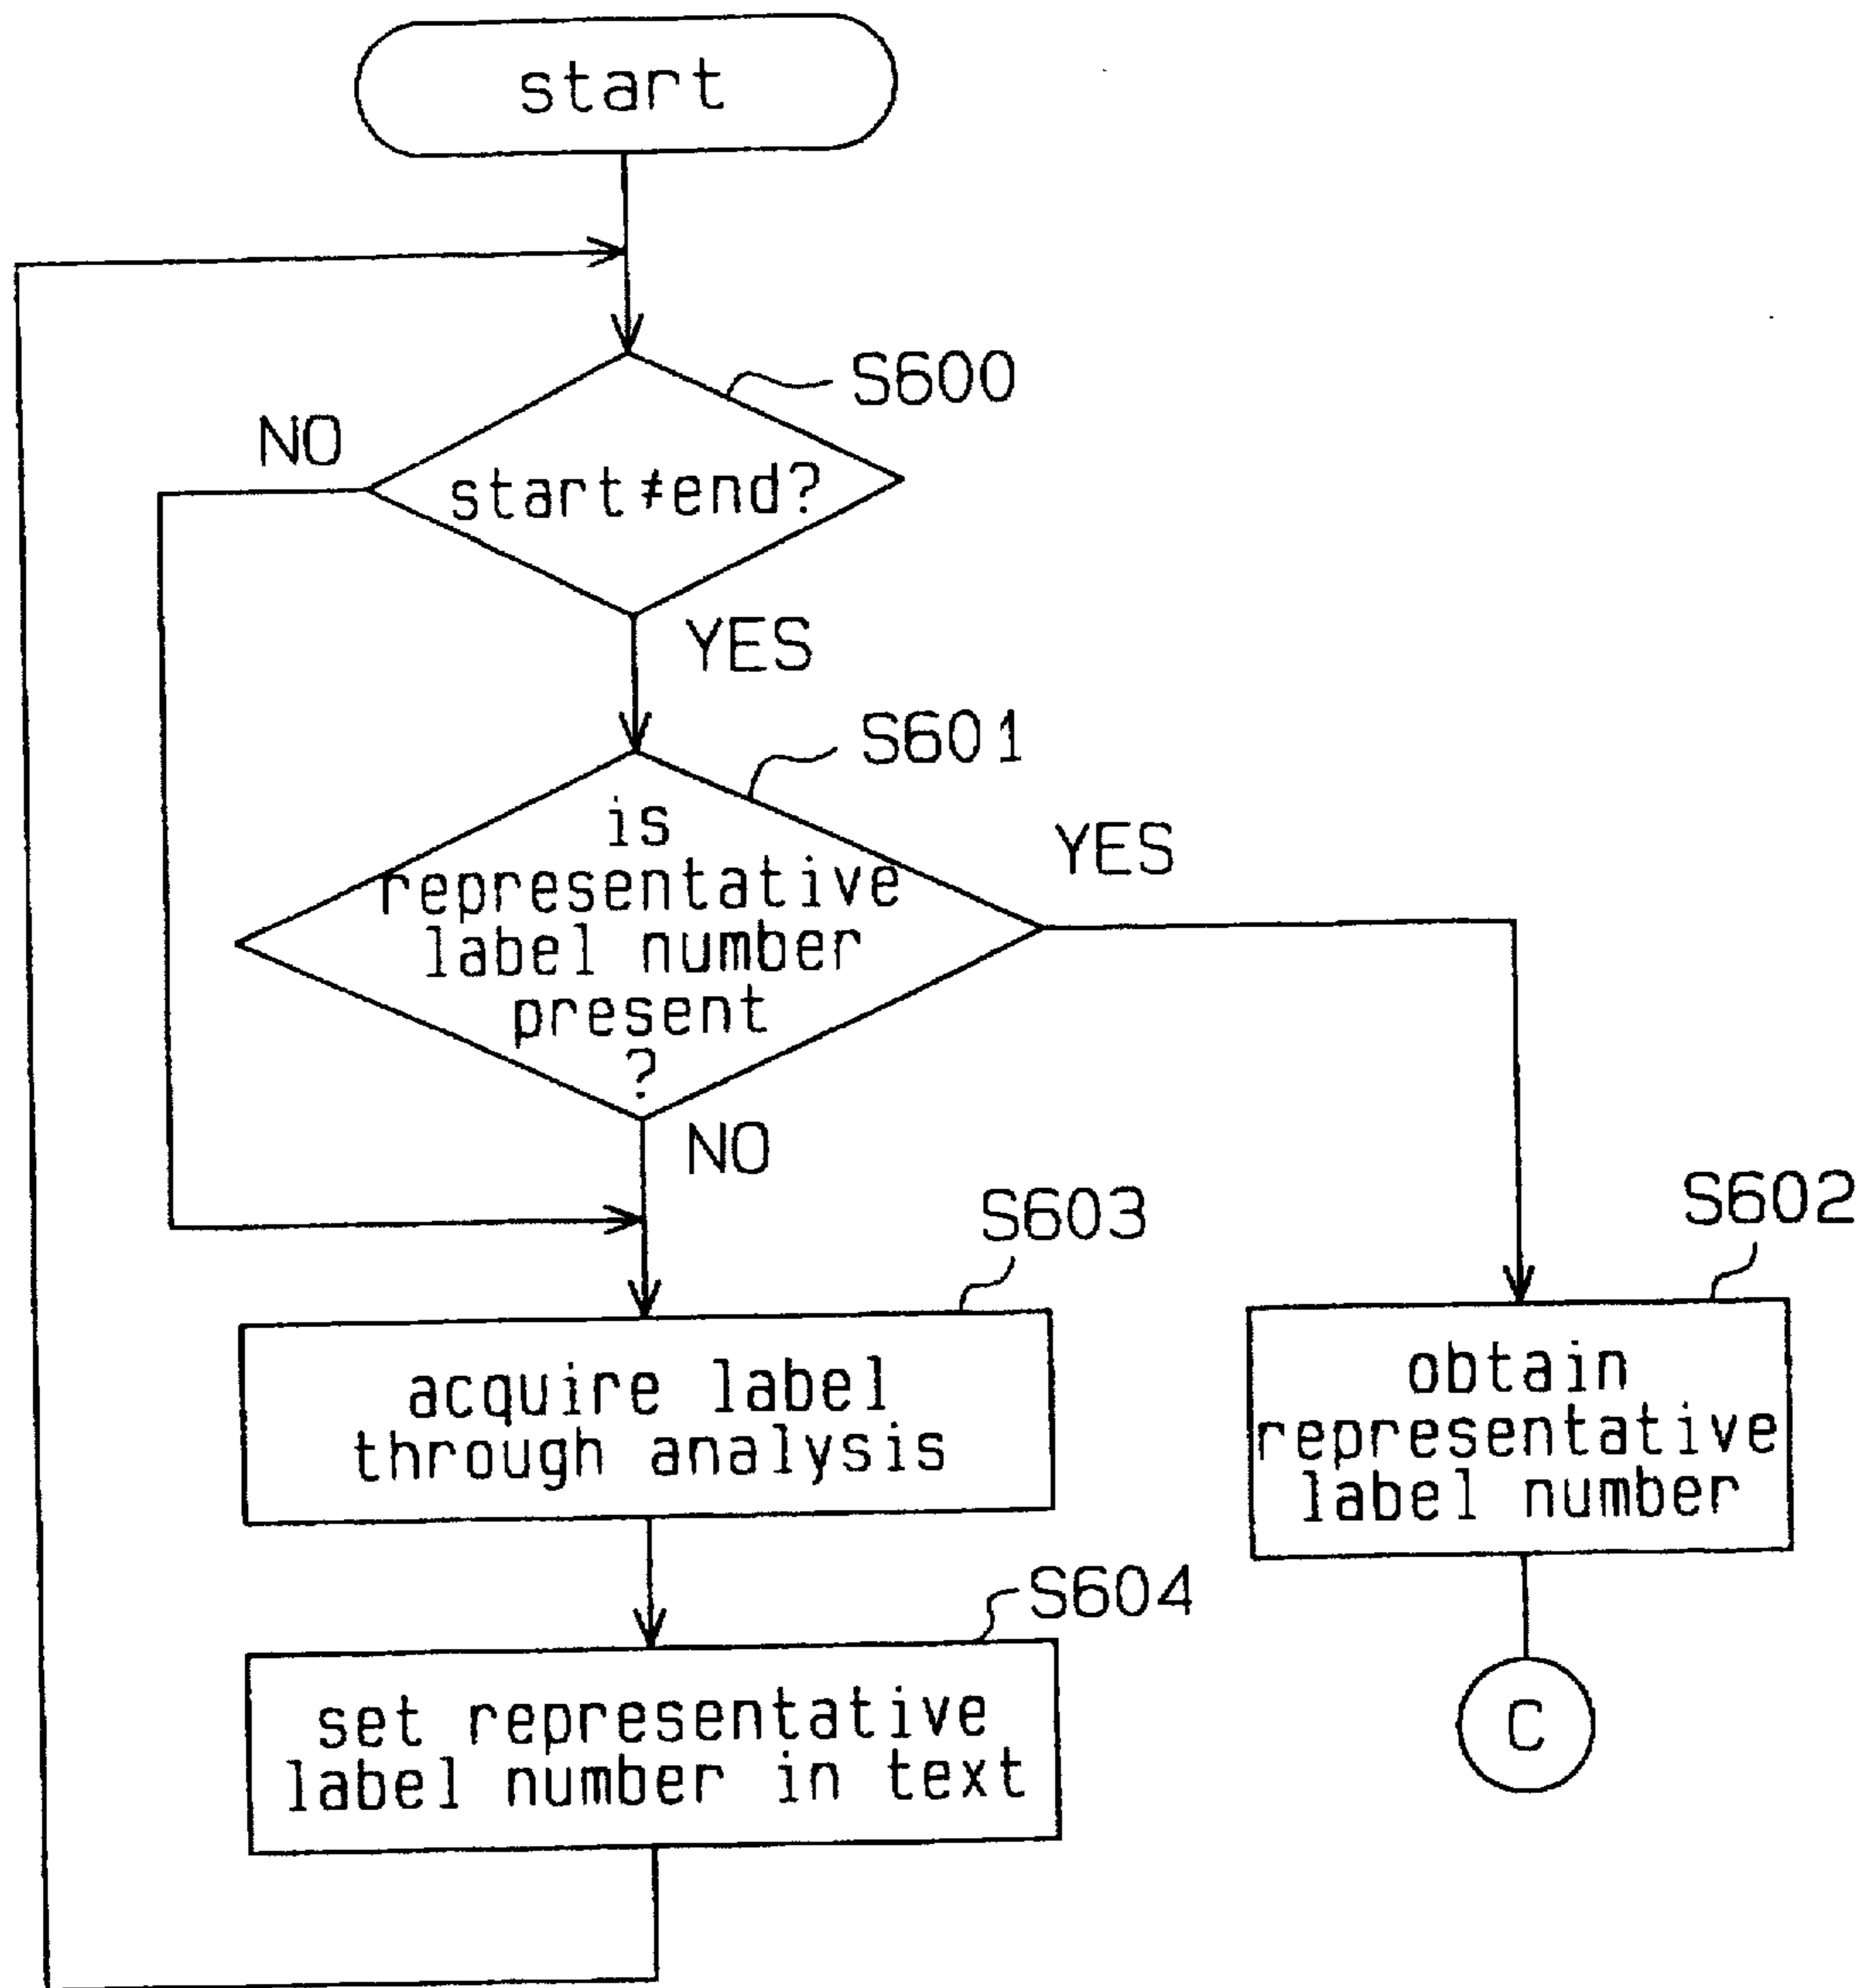 start
S600
NO
start≠end?
YES
S601
is
representative
label number
present
?
YES
NO
S603
S602
acquire label
through analysis
obtain
representative
label number
S604
set representative
label number in text
C